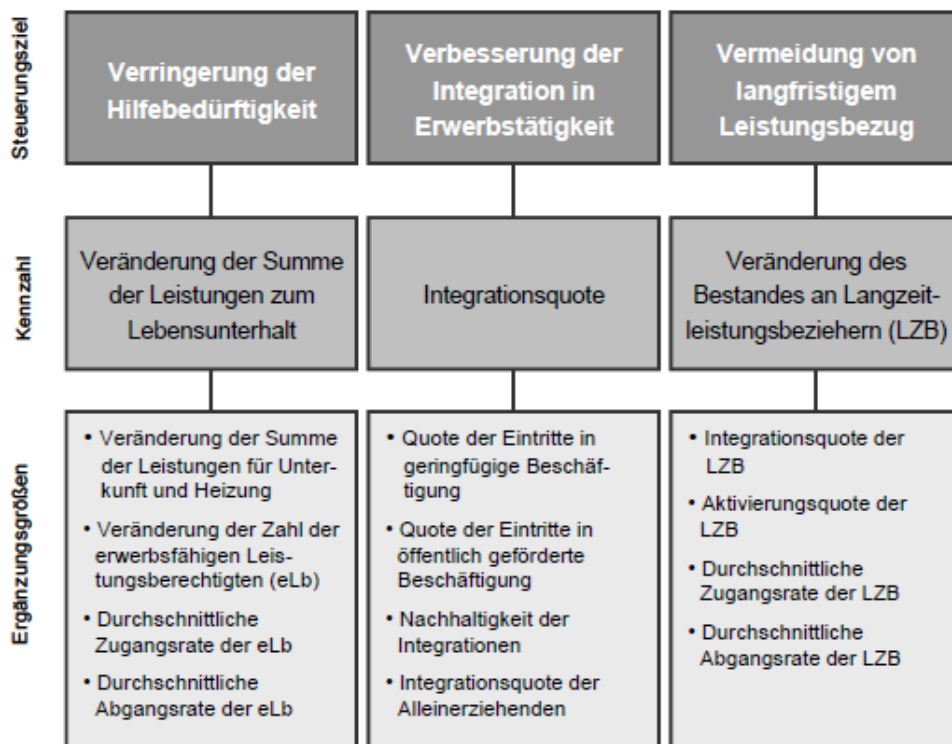 Steuerungsziel
Verringerung der
Hilfebedürftigkeit
Verbesserung der
Integration in
Erwerbstätigkeit
Vermeidung von
langfristigem
Leistungsbezug
Kennzahl
Veränderung der Summe
der Leistungen zum
Lebensunterhalt
Integrationsquote
Veränderung des
Bestandes an Langzeit-
leistungsbeziehern (LZB)
Ergänzungsgrößen
• Veränderung der Summe
der Leistungen für Unter-
kunft und Heizung
• Veränderung der Zahl der
erwerbsfähigen Leis-
tungsberechtigten (eLb)
• Durchschnittliche
Zugangsrate der eLb
• Durchschnittliche
Abgangsrate der eLb
• Quote der Eintritte in
geringfügige Beschäf-
tigung
• Quote der Eintritte in
öffentlich geförderte
Beschäftigung
• Nachhaltigkeit der
Integrationen
• Integrationsquote der
Alleinerziehenden
• Integrationsquote der
LZB
• Aktivierungsquote der
LZB
• Durchschnittliche
Zugangsrate der LZB
• Durchschnittliche
Abgangsrate der LZB